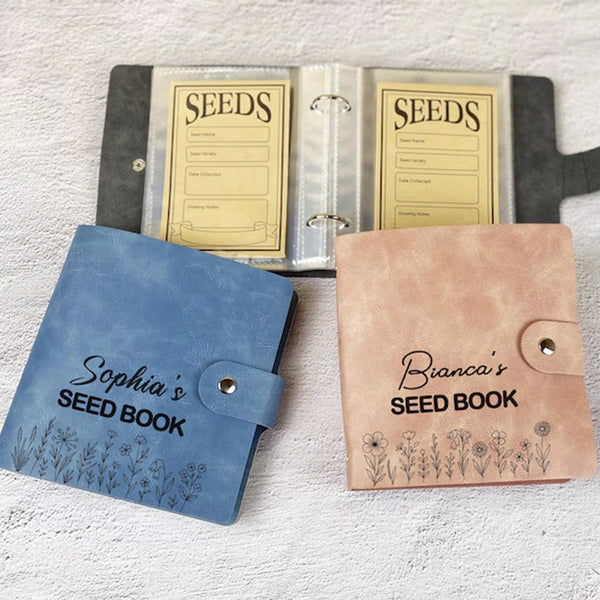 SEEDS
Seed Name:
Seed Variety:
Date Collected:
Growing Notes:
SEEDS
Seed Name:
Seed Variety:
Date Collected:
Growing Notes:
Sophia's
SEED BOOK
Bianca's
SEED BOOK